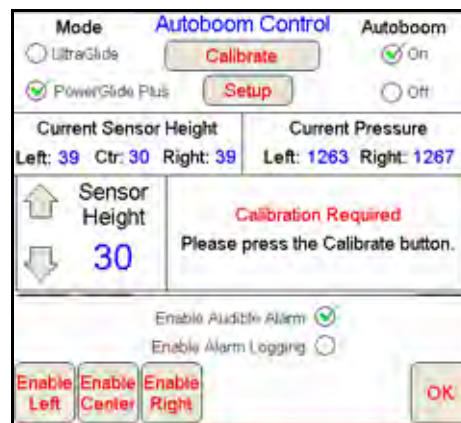 Mode Autoboom Control Autoboom
UltraGlide Calibrate On
PowerGlide Plus Setup Off
Current Sensor Height Current Pressure
Left: 39 Ctr: 30 Right: 39 Left: 1263 Right: 1267
Sensor Height
30
Calibration Required
Please press the Calibrate button.
Enable Audible Alarm
Enable Alarm Logging
Enable Left Enable Center Enable Right OK